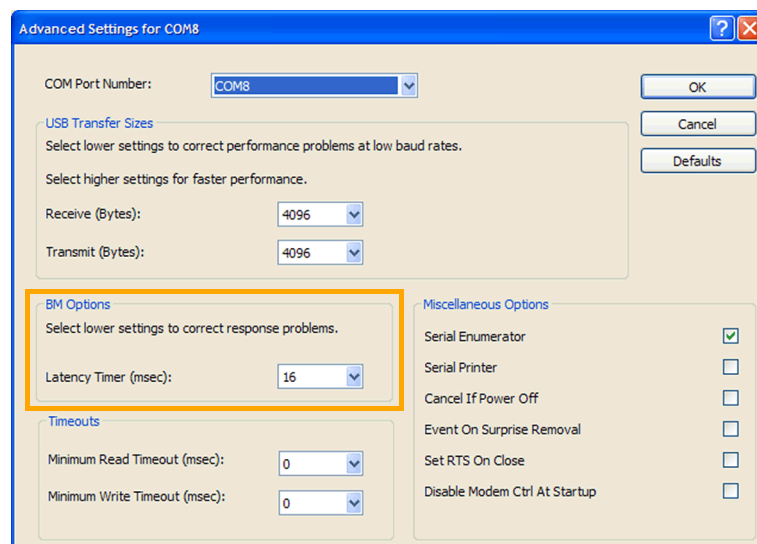 Advanced Settings for COM8
COM Port Number:
COM8
OK
Cancel
Defaults
USB Transfer Sizes
Select lower settings to correct performance problems at low baud rates.
Select higher settings for faster performance.
Receive (Bytes):
4096
Transmit (Bytes):
4096
BM Options
Select lower settings to correct response problems.
Latency Timer (msec):
16
Timeouts
Minimum Read Timeout (msec):
0
Minimum Write Timeout (msec):
0
Miscellaneous Options
Serial Enumerator
Serial Printer
Cancel If Power Off
Event On Surprise Removal
Set RTS On Close
Disable Modem Ctrl At Startup